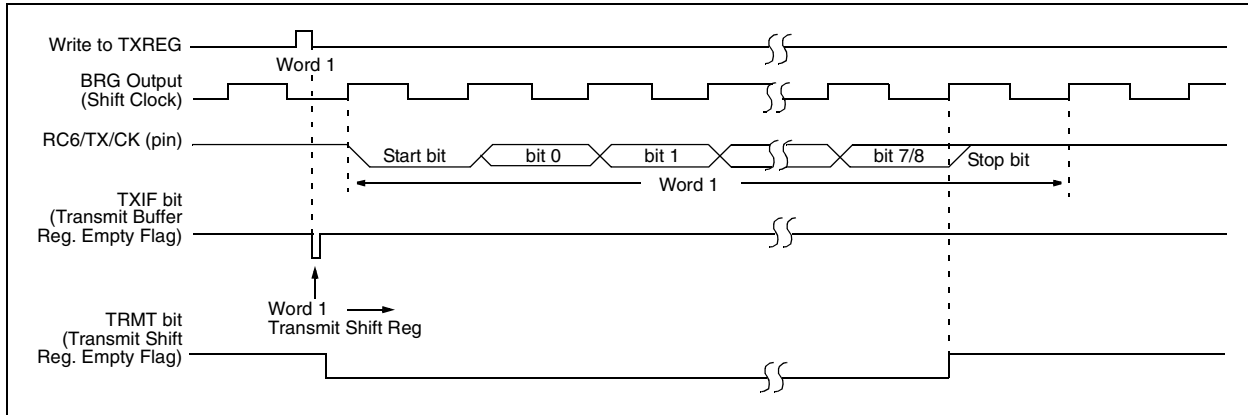 Write to TXREG
Word 1
BRG Output
(Shift Clock)
RC6/TX/CK (pin)
Start bit
bit 0
bit 1
bit 7/8
Stop bit
Word 1
TXIF bit
(Transmit Buffer
Reg. Empty Flag)
Word 1
Transmit Shift Reg
TRMT bit
(Transmit Shift
Reg. Empty Flag)